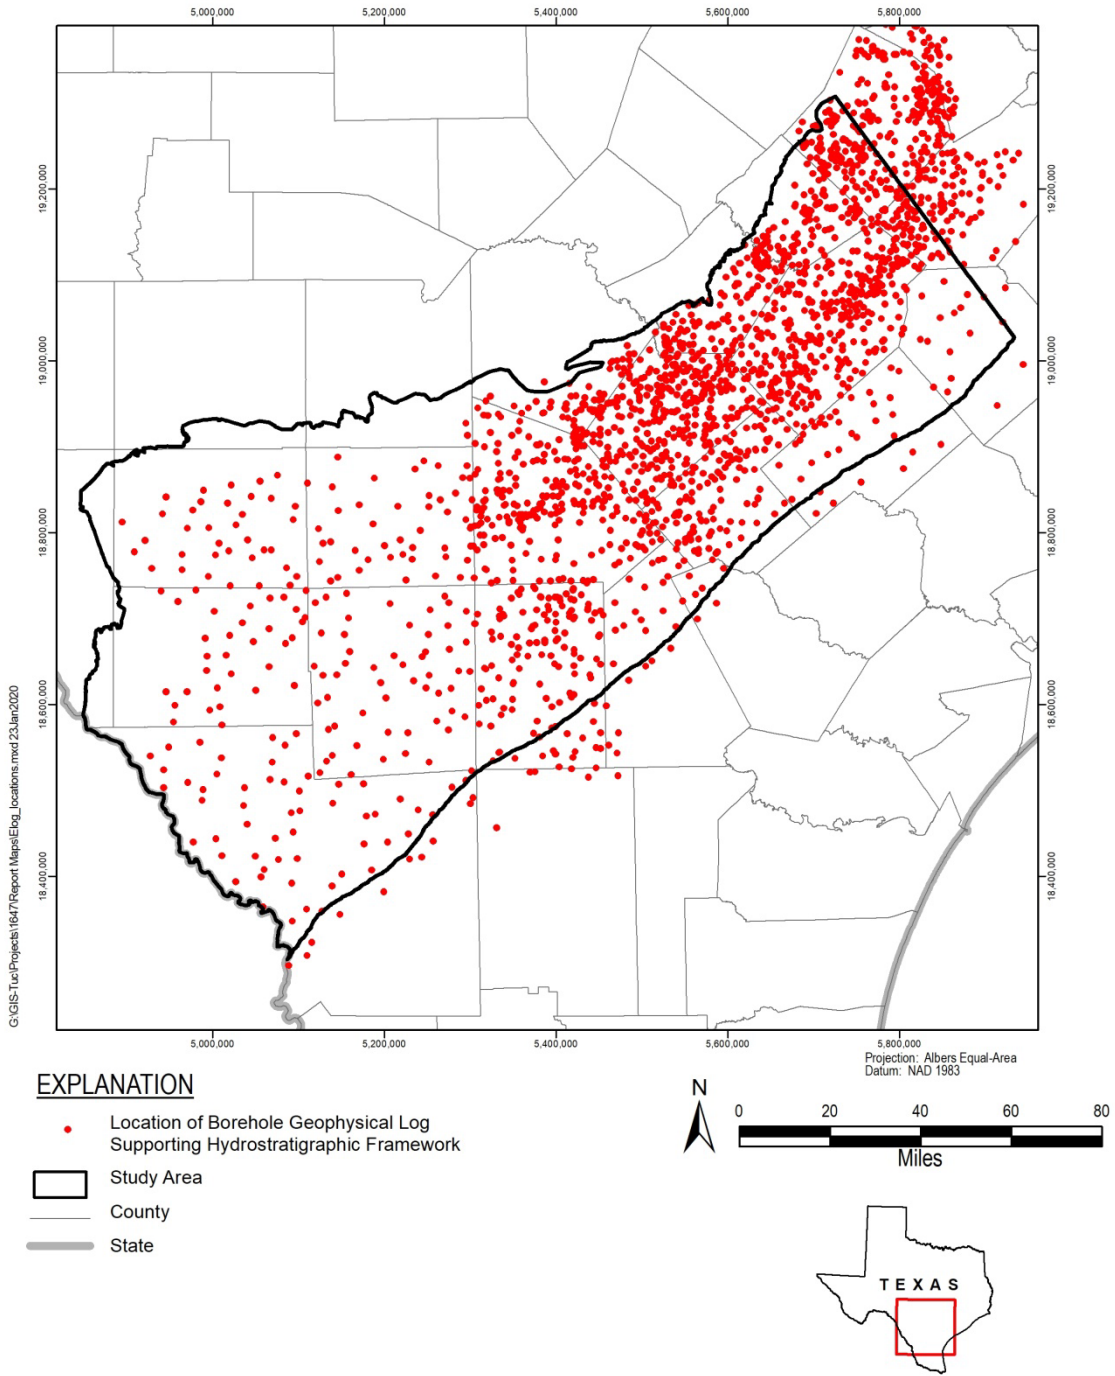 5,000,000
5,200,000
5,400,000
5,600,000
5,800,000
19,200,000
19,000,000
18,800,000
18,600,000
18,400,000
19,200,000
19,000,000
18,800,000
18,600,000
18,400,000
G:\GIS-Tuc\Projects\1647\Report Maps\Elog_locations.mxd 23Jan2020
5,000,000
5,200,000
5,400,000
5,600,000
5,800,000
Projection: Albers Equal-Area
Datum: NAD 1983
EXPLANATION
Location of Borehole Geophysical Log
Supporting Hydrostratigraphic Framework
Study Area
County
State
N
0 20 40 60 80
Miles
TEXAS